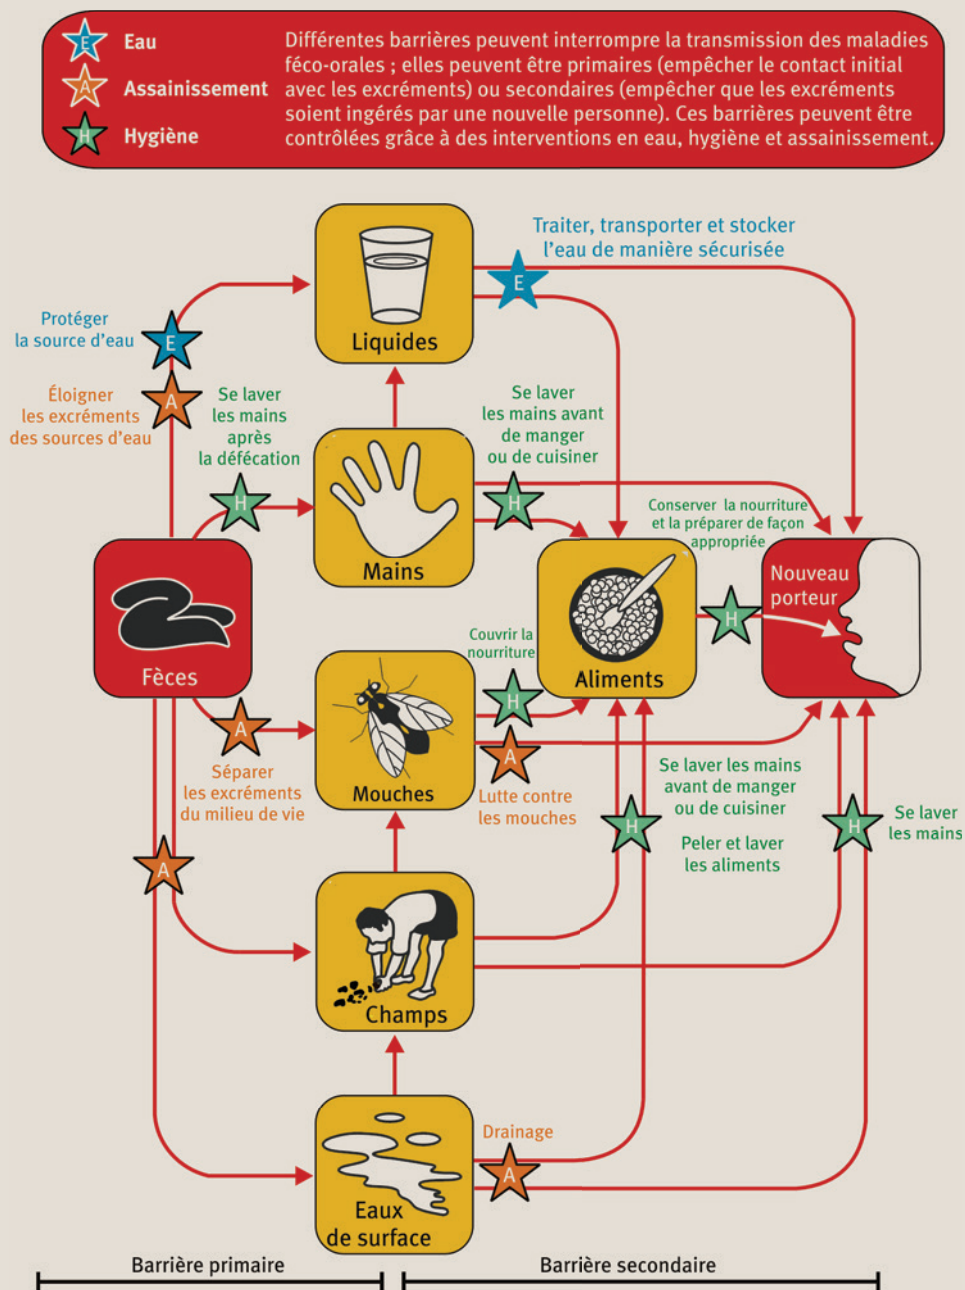 E Eau
A Assainissement
H Hygiène
Différentes barrières peuvent interrompre la transmission des maladies
féco-orales ; elles peuvent être primaires (empêcher le contact initial
avec les excréments) ou secondaires (empêcher que les excréments
soient ingérés par une nouvelle personne). Ces barrières peuvent être
contrôlées grâce à des interventions en eau, hygiène et assainissement.
Traiter, transporter et stocker
l'eau de manière sécurisée
E
Liquides
Protéger
la source d'eau
E
Éloigner
les excréments
des sources d'eau
A
Se laver
les mains
après
la défécation
H
Se laver
les mains avant
de manger
ou de cuisiner
H
Mains
Conserver la nourriture
et la préparer de façon
appropriée
H
Nouveau
porteur
Fèces
Aliments
Couvrir la
nourriture
H
A
Séparer
les excréments
du milieu de vie
Mouches
A
Lutte contre
les mouches
Se laver les mains
avant de manger
ou de cuisiner
Peler et laver
les aliments
H
H
Se laver
les mains
A
Champs
Drainage
A
Eaux
de surface
Barrière primaire
Barrière secondaire